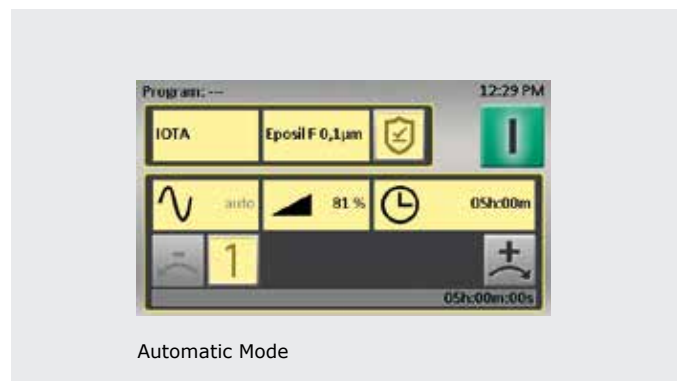 Program: --- 12:29 PM
IOTA Eposil F 0,1µm
auto 81 % 05h:00m
1
05h:00m:00s
Automatic Mode